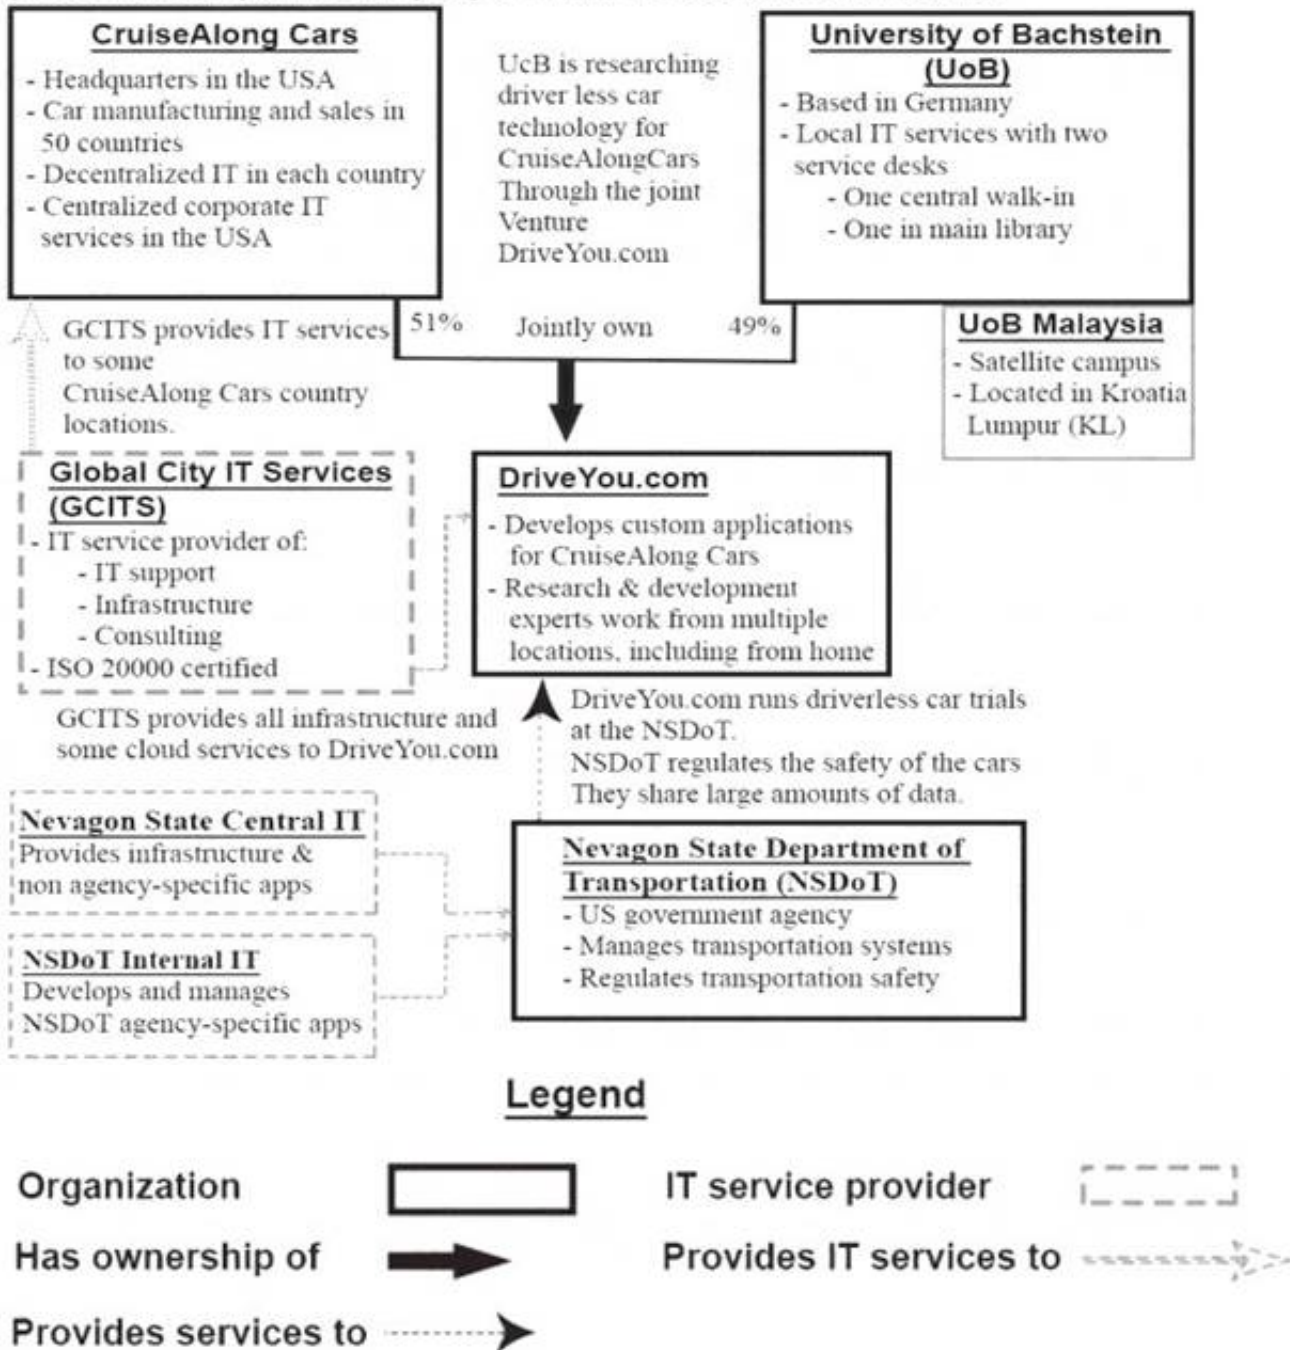 CruiseAlong Cars
- Headquarters in the USA
- Car manufacturing and sales in
50 countries
- Decentralized IT in each country
- Centralized corporate IT
services in the USA
UcB is researching
driver less car
technology for
CruiseAlongCars
Through the joint
Venture
DriveYou.com
University of Bachstein
(UoB)
- Based in Germany
- Local IT services with two
service desks
- One central walk-in
- One in main library
51% Jointly own 49%
UoB Malaysia
- Satellite campus
- Located in Kroatia
Lumpur (KL)
GCITS provides IT services
to some
CruiseAlong Cars country
locations.
Global City IT Services
(GCITS)
- IT service provider of:
- IT support
- Infrastructure
- Consulting
- ISO 20000 certified
DriveYou.com
- Develops custom applications
for CruiseAlong Cars
- Research & development
experts work from multiple
locations, including from home
GCITS provides all infrastructure and
some cloud services to DriveYou.com
DriveYou.com runs driverless car trials
at the NSDoT.
NSDoT regulates the safety of the cars
They share large amounts of data.
Nevagon State Central IT
Provides infrastructure &
non agency-specific apps
NSDoT Internal IT
Develops and manages
NSDoT agency-specific apps
Nevagon State Department of
Transportation (NSDoT)
- US government agency
- Manages transportation systems
- Regulates transportation safety
Legend
Organization
IT service provider
Has ownership of
Provides IT services to
Provides services to